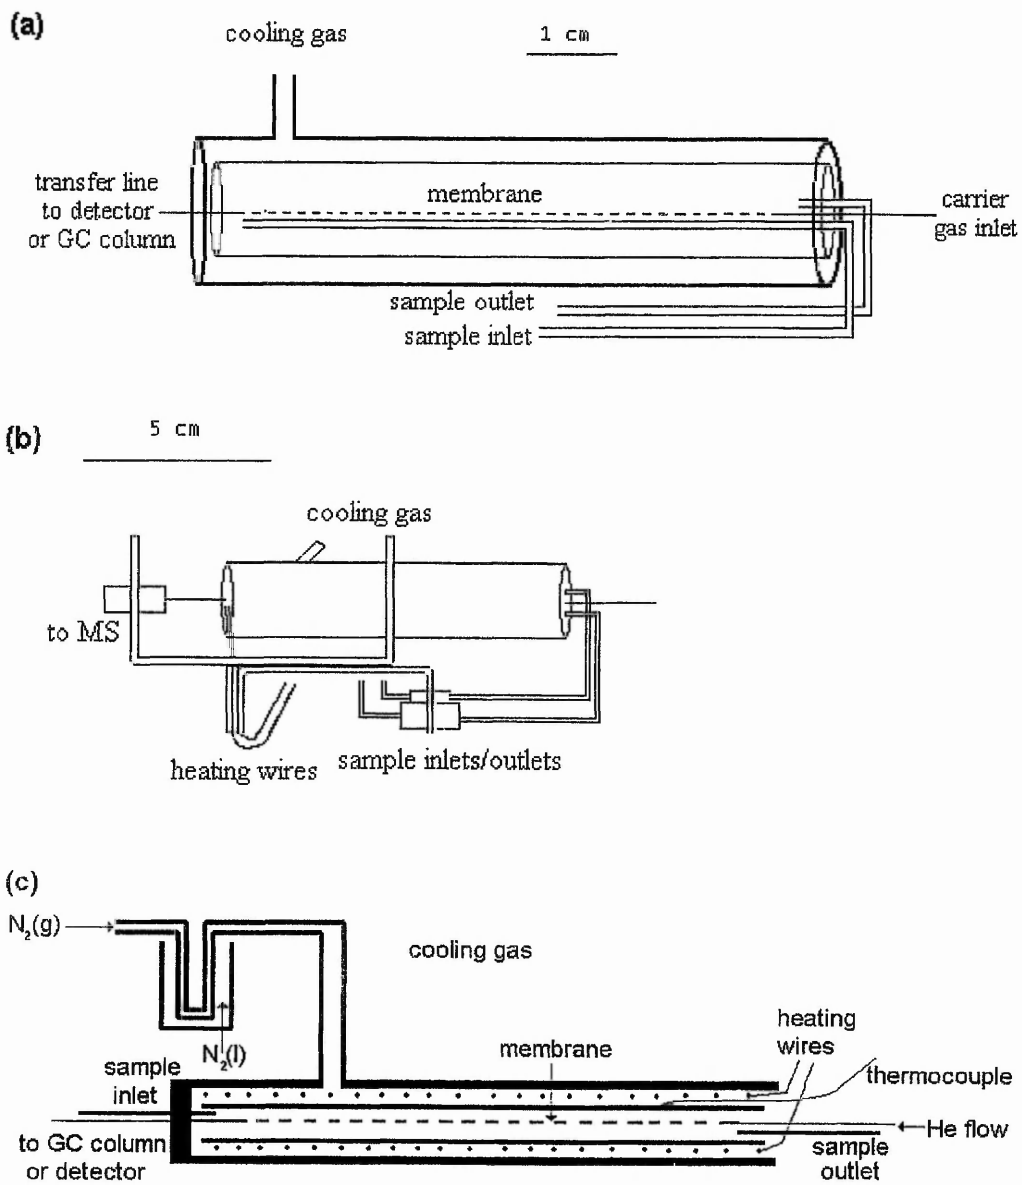 (a)
cooling gas
1 cm
transfer line
to detector
or GC column
membrane
carrier
gas inlet
sample outlet
sample inlet
(b)
5 cm
cooling gas
to MS
heating wires
sample inlets/outlets
(c)
N₂(g)
cooling gas
N₂(l)
sample
inlet
membrane
heating
wires
thermocouple
to GC column
or detector
He flow
sample
outlet